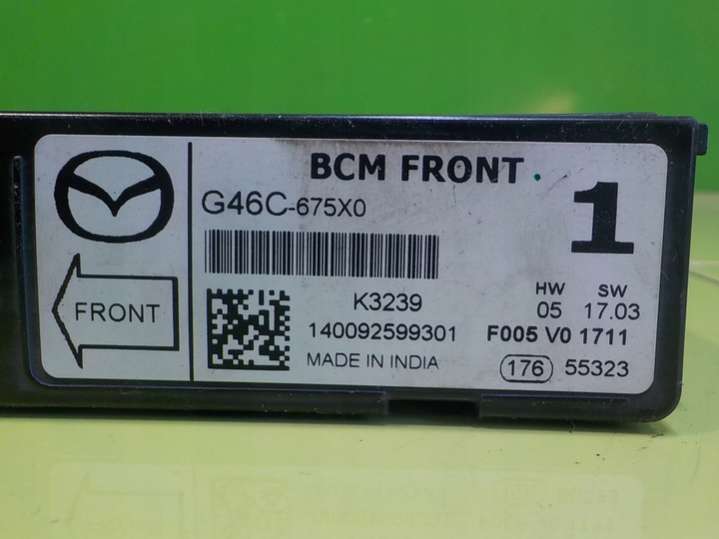 BCM FRONT
G46C-675X0
1
FRONT
K3239
140092599301
MADE IN INDIA
HW SW
05 17.03
F005 V0 1711
176 55323